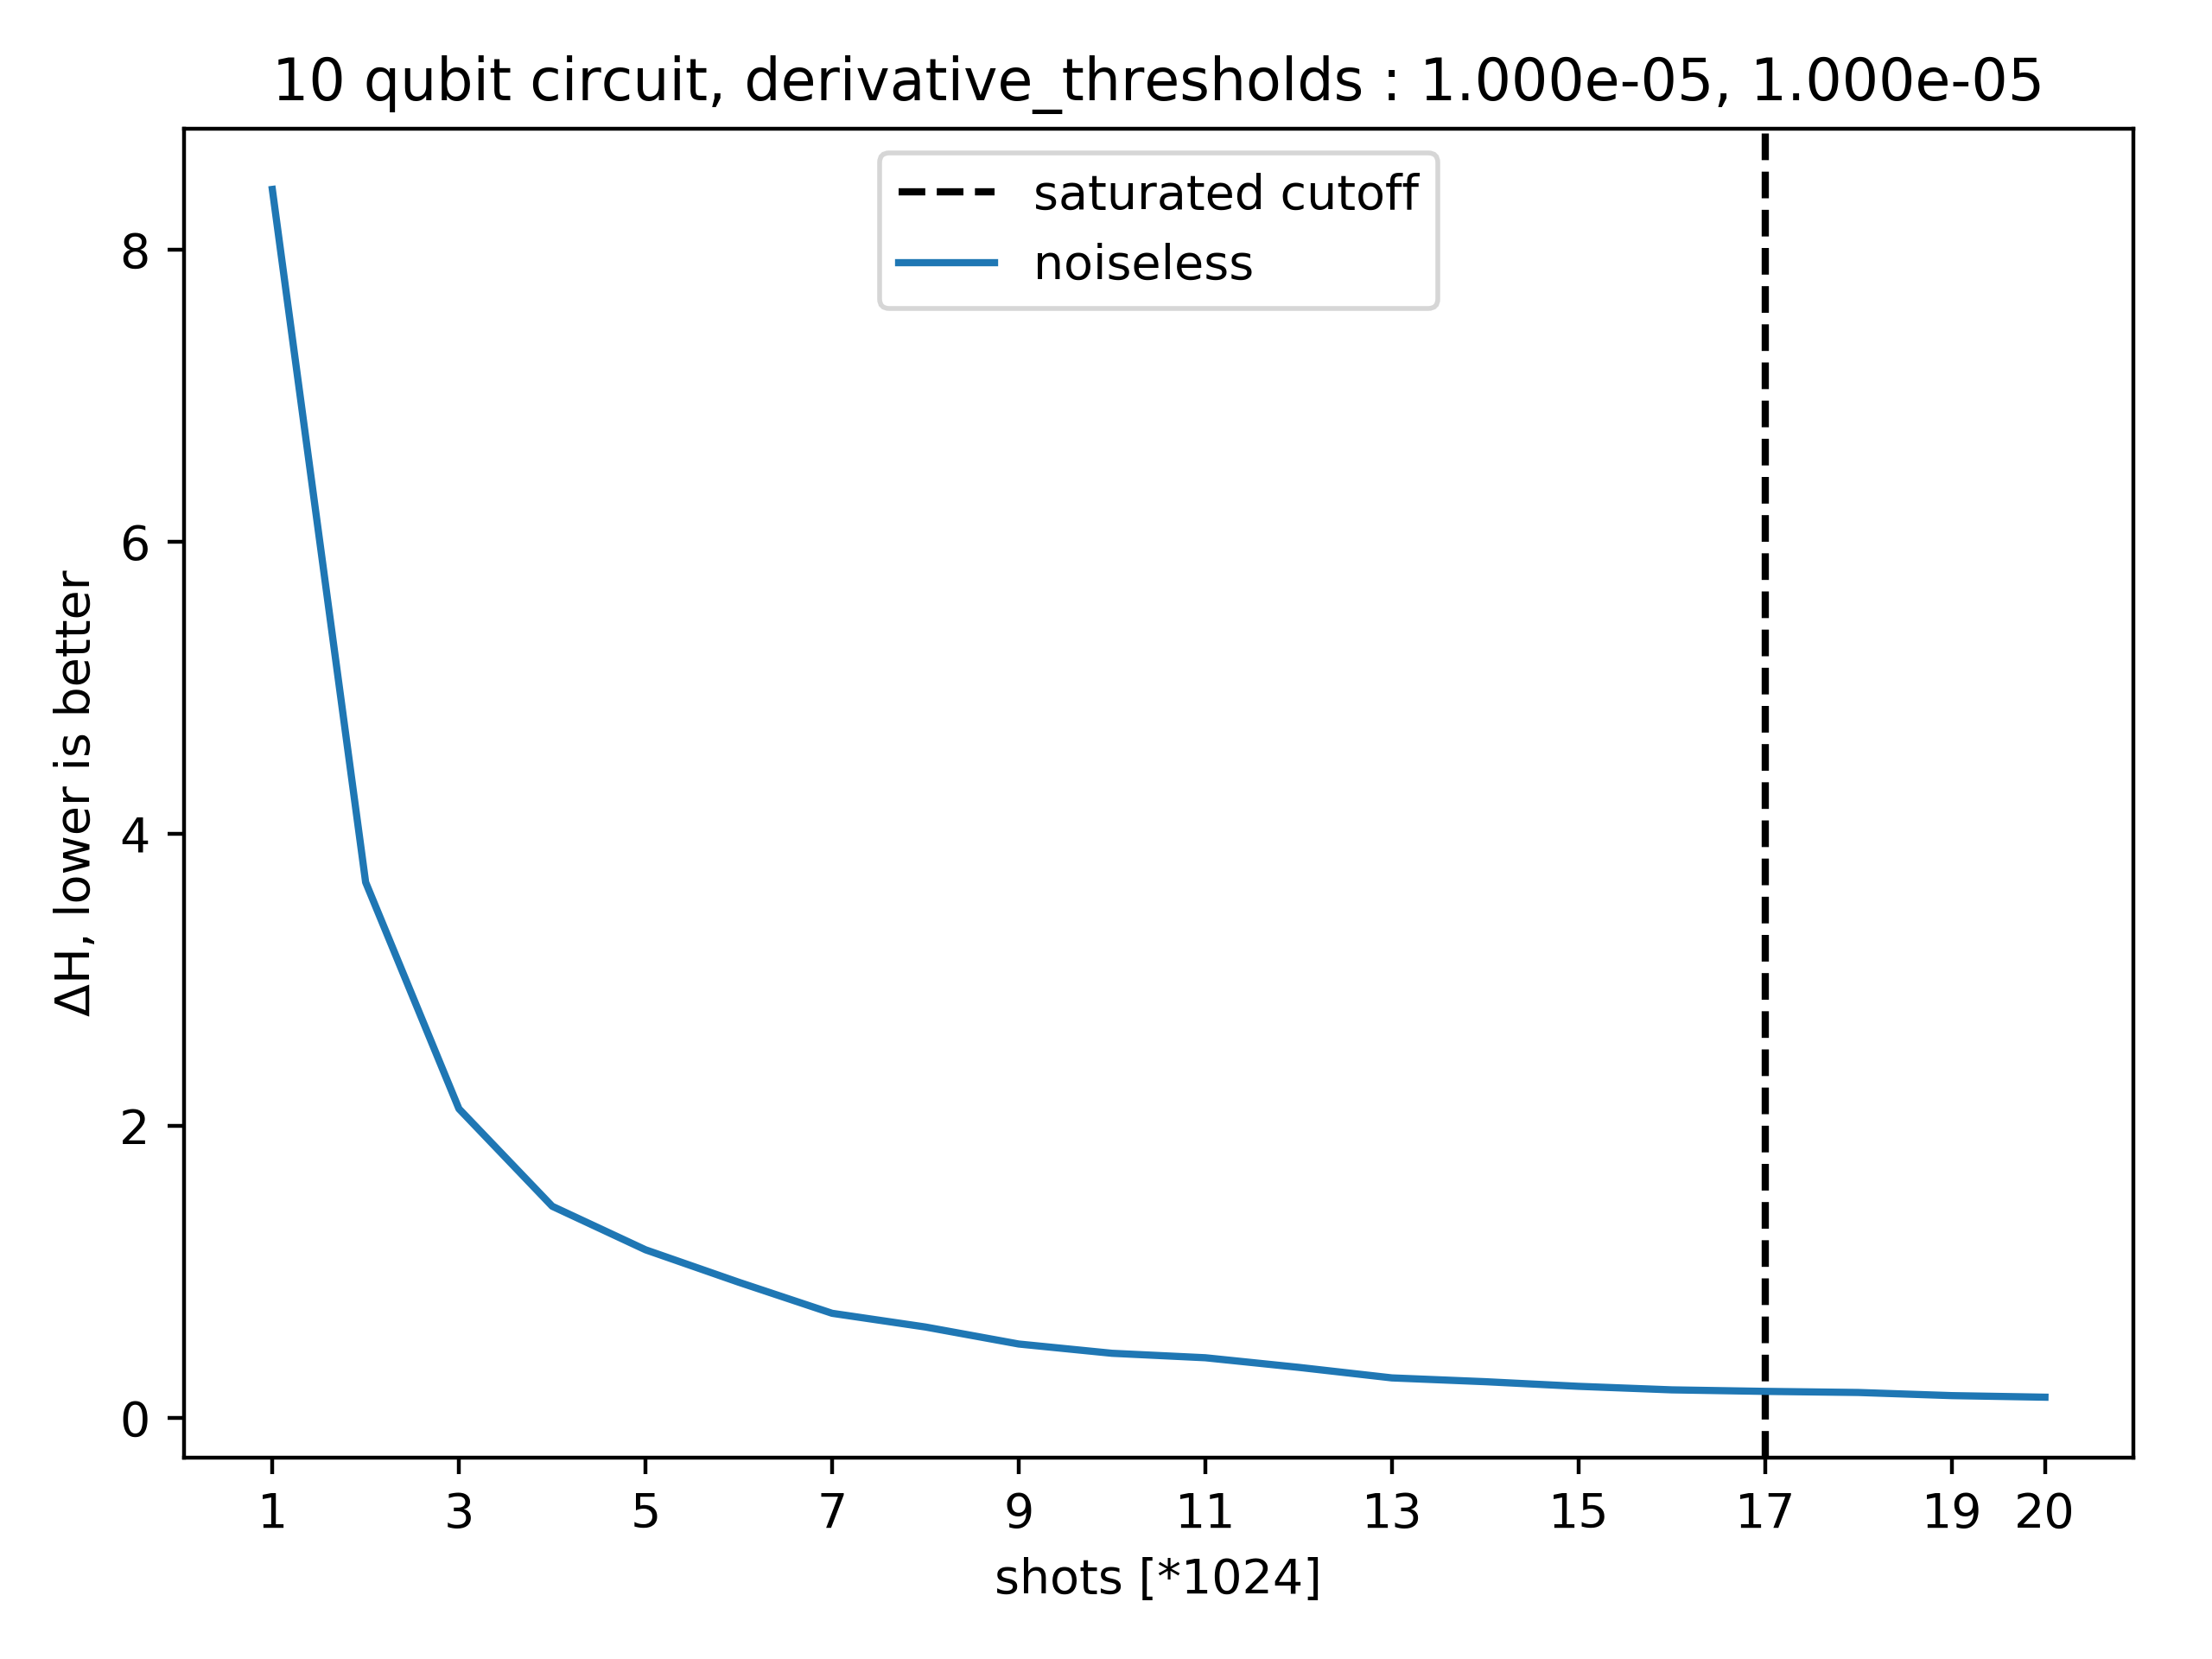 10 qubit circuit, derivative_thresholds : 1.000e-05, 1.000e-05
saturated cutoff
noiseless
8
6
4
2
0
ΔH, lower is better
1 3 5 7 9 11 13 15 17 19 20
shots [*1024]